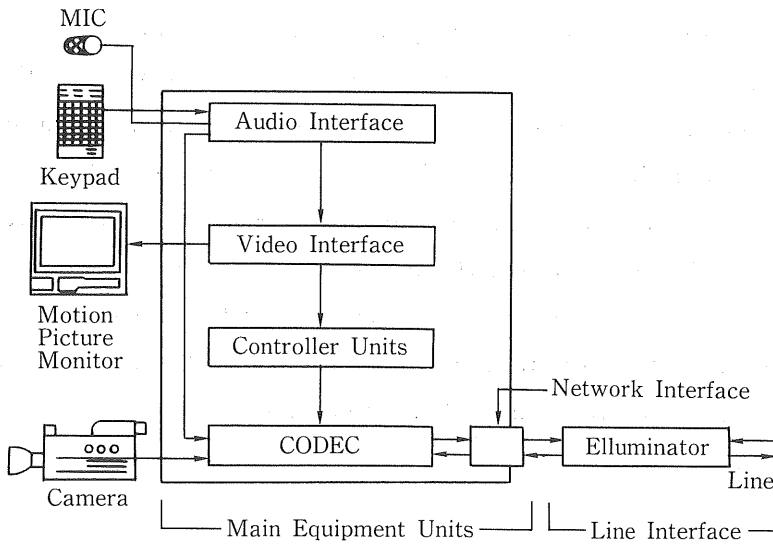 MIC
Keypad
Audio Interface
Video Interface
Motion
Picture
Monitor
Controller Units
Network Interface
CODEC
Elluminator
Camera
Line
Main Equipment Units
Line Interface